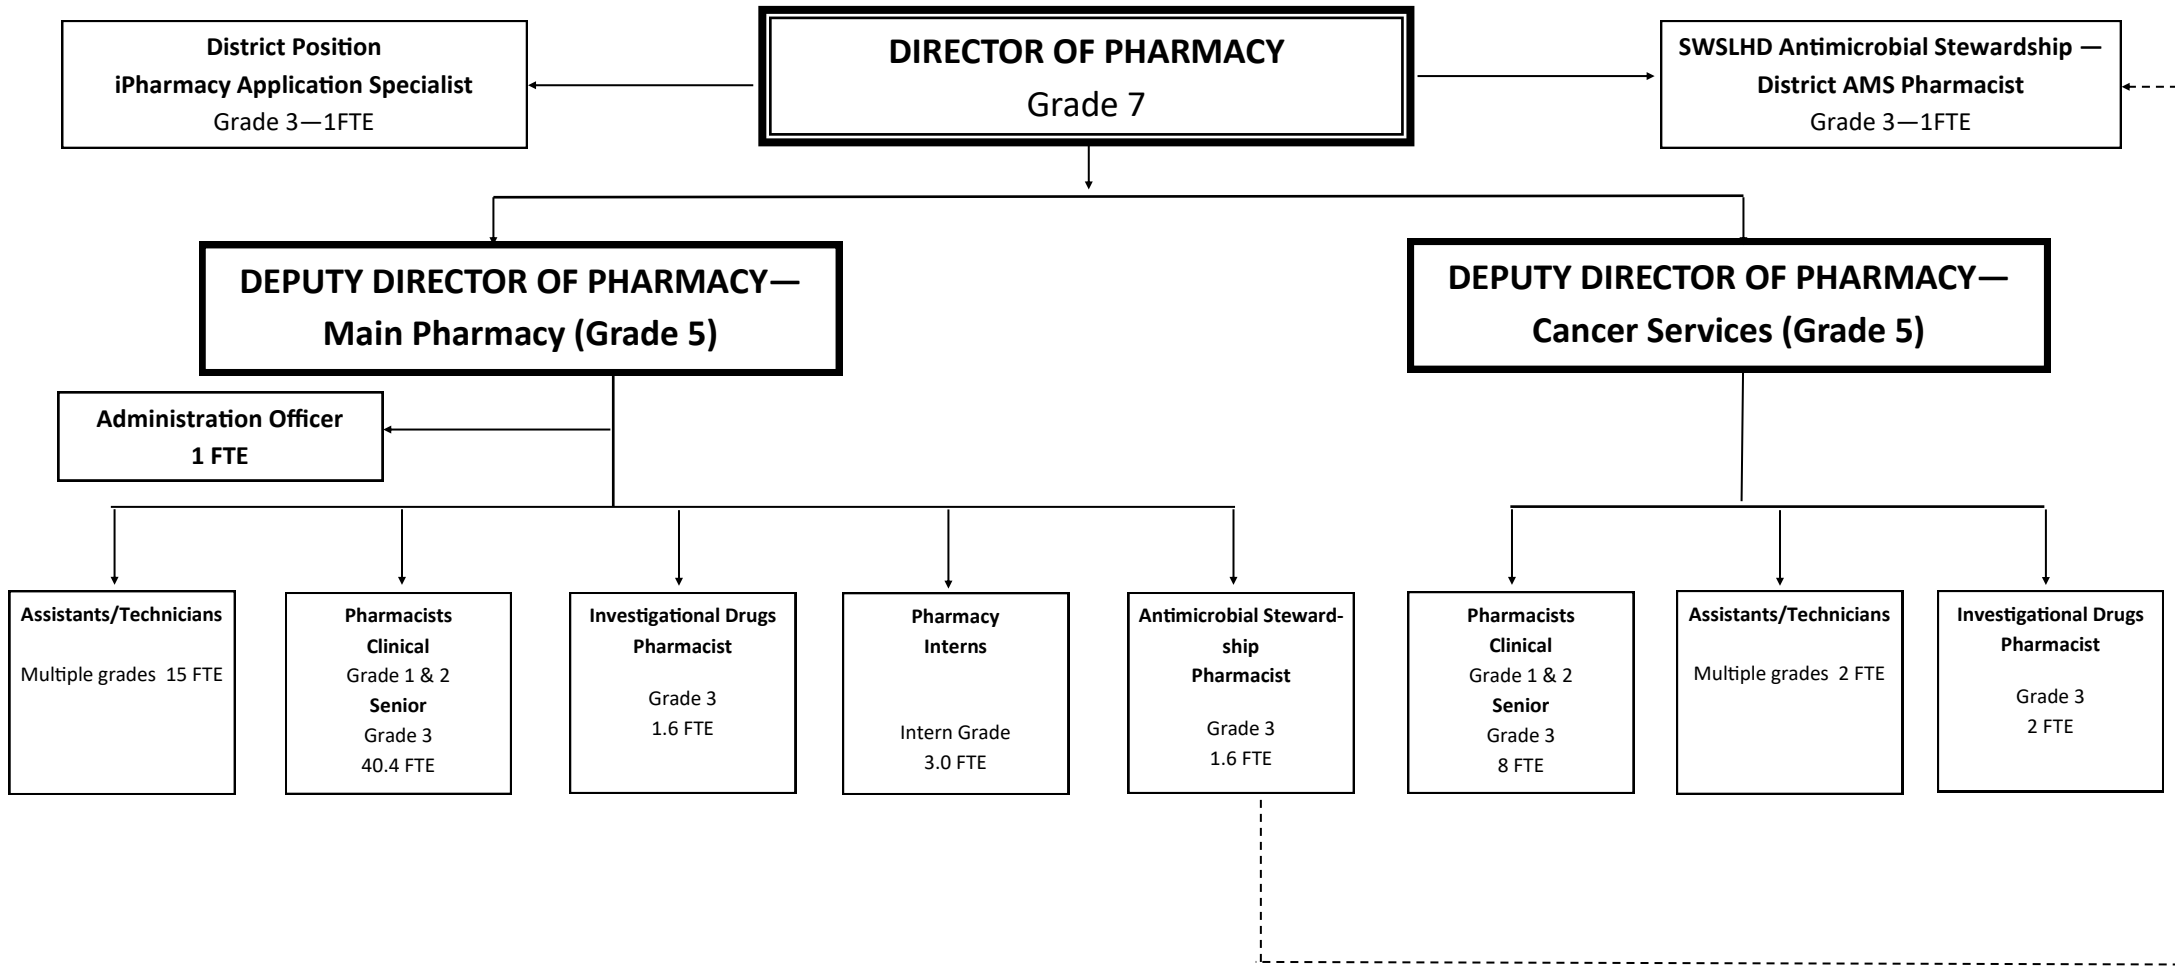 District Position
iPharmacy Application Specialist
Grade 3—1FTE
DIRECTOR OF PHARMACY
Grade 7
SWSLHD Antimicrobial Stewardship —
District AMS Pharmacist
Grade 3—1FTE
DEPUTY DIRECTOR OF PHARMACY—
Main Pharmacy (Grade 5)
DEPUTY DIRECTOR OF PHARMACY—
Cancer Services (Grade 5)
Administration Officer
1 FTE
Assistants/Technicians
Multiple grades  15 FTE
Pharmacists
Clinical
Grade 1 & 2
Senior
Grade 3
40.4 FTE
Investigational Drugs
Pharmacist
Grade 3
1.6 FTE
Pharmacy
Interns
Intern Grade
3.0 FTE
Antimicrobial Steward-
ship
Pharmacist
Grade 3
1.6 FTE
Pharmacists
Clinical
Grade 1 & 2
Senior
Grade 3
8 FTE
Assistants/Technicians
Multiple grades  2 FTE
Investigational Drugs
Pharmacist
Grade 3
2 FTE